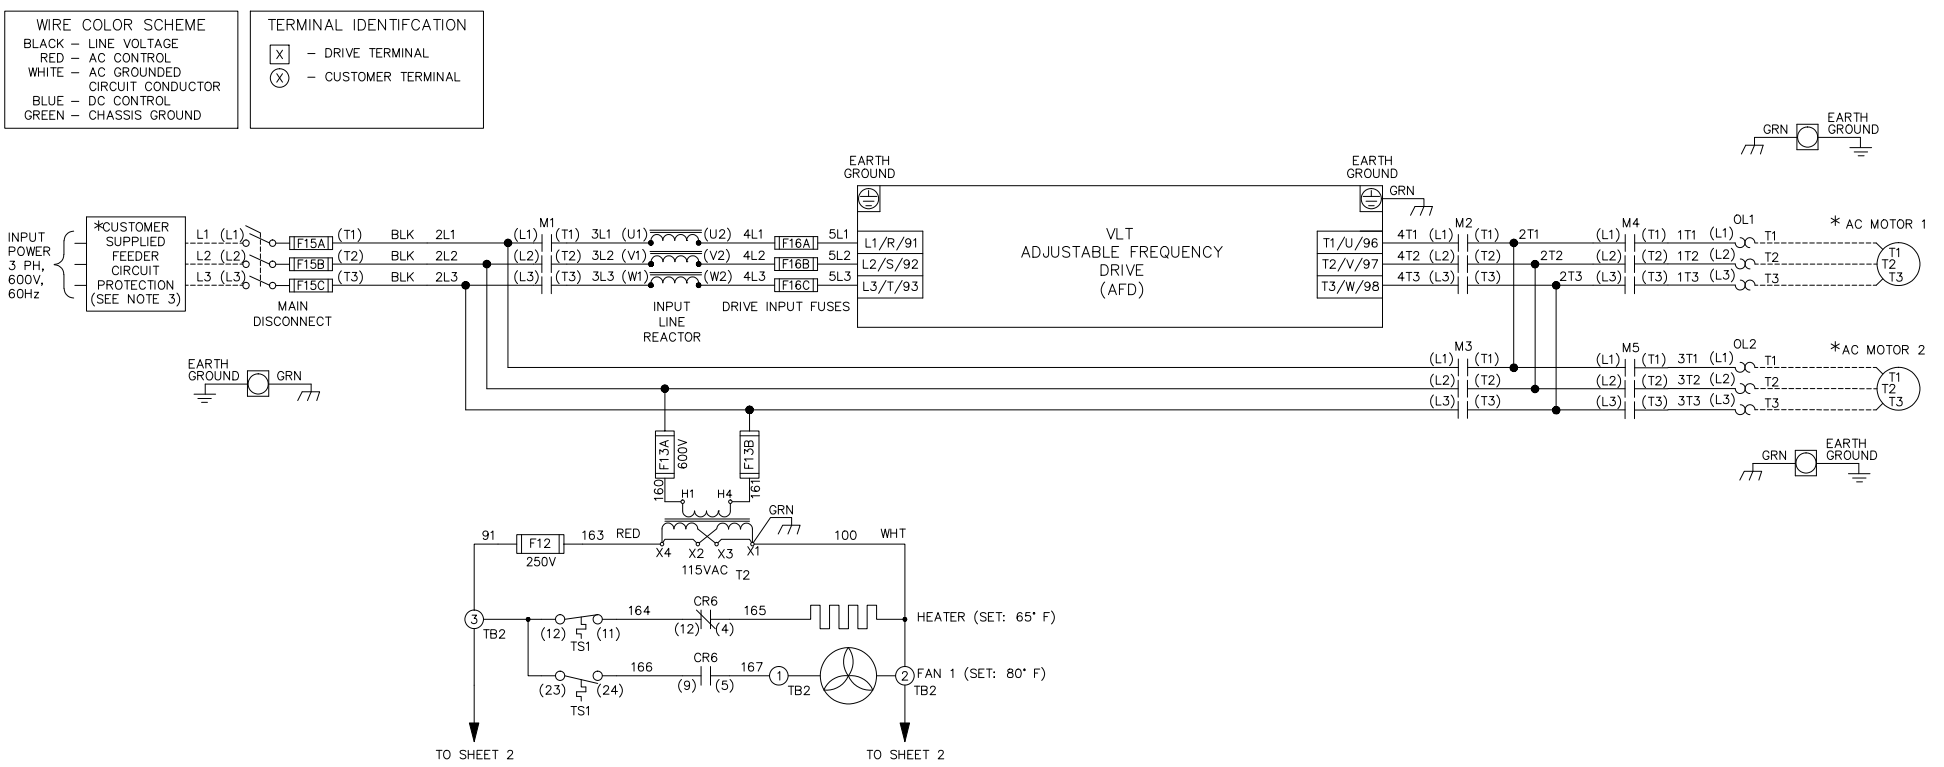 WIRE COLOR SCHEME
BLACK – LINE VOLTAGE
RED – AC CONTROL
WHITE – AC GROUNDED
CIRCUIT CONDUCTOR
BLUE – DC CONTROL
GREEN – CHASSIS GROUND
TERMINAL IDENTIFCATION
X – DRIVE TERMINAL
X – CUSTOMER TERMINAL
GRN EARTH
GROUND
EARTH
GROUND
EARTH
GROUND
GRN
INPUT
POWER
3 PH,
600V,
60Hz
*CUSTOMER
SUPPLIED
FEEDER
CIRCUIT
PROTECTION
(SEE NOTE 3)
L1 (L1) F15A (T1) BLK 2L1 (L1) M1 (T1) 3L1 (U1) (U2) 4L1 F16A 5L1 L1/R/91
L2 (L2) F15B (T2) BLK 2L2 (L2) (T2) 3L2 (V1) (V2) 4L2 F16B 5L2 L2/S/92
L3 (L3) F15C (T3) BLK 2L3 (L3) (T3) 3L3 (W1) (W2) 4L3 F16C 5L3 L3/T/93
MAIN
DISCONNECT
INPUT
LINE
REACTOR
DRIVE INPUT FUSES
VLT
ADJUSTABLE FREQUENCY
DRIVE
(AFD)
T1/U/96 4T1 (L1) M2 (T1) 2T1 (L1) M4 (T1) 1T1 (L1) OL1 T1
T2/V/97 4T2 (L2) (T2) 2T2 (L2) (T2) 1T2 (L2) T2
T3/W/98 4T3 (L3) (T3) 2T3 (L3) (T3) 1T3 (L3) T3
* AC MOTOR 1
T1
T2
T3
EARTH
GROUND GRN
(L1) M3 (T1) (L1) M5 (T1) 3T1 (L1) OL2 T1
(L2) (T2) (L2) (T2) 3T2 (L2) T2
(L3) (T3) (L3) (T3) 3T3 (L3) T3
*AC MOTOR 2
T1
T2
T3
GRN EARTH
GROUND
F13A
600V
F13B
160
161
H1 H4
GRN
91 F12 163 RED
250V
X4 X2 X3 X1
100 WHT
115VAC T2
3
TB2
(12) (11)
TS1
164 CR6 165
(12) (4)
HEATER (SET: 65° F)
(23) (24)
TS1
166 CR6 167
(9) (5)
1
TB2
2
TB2
FAN 1 (SET: 80° F)
TO SHEET 2
TO SHEET 2